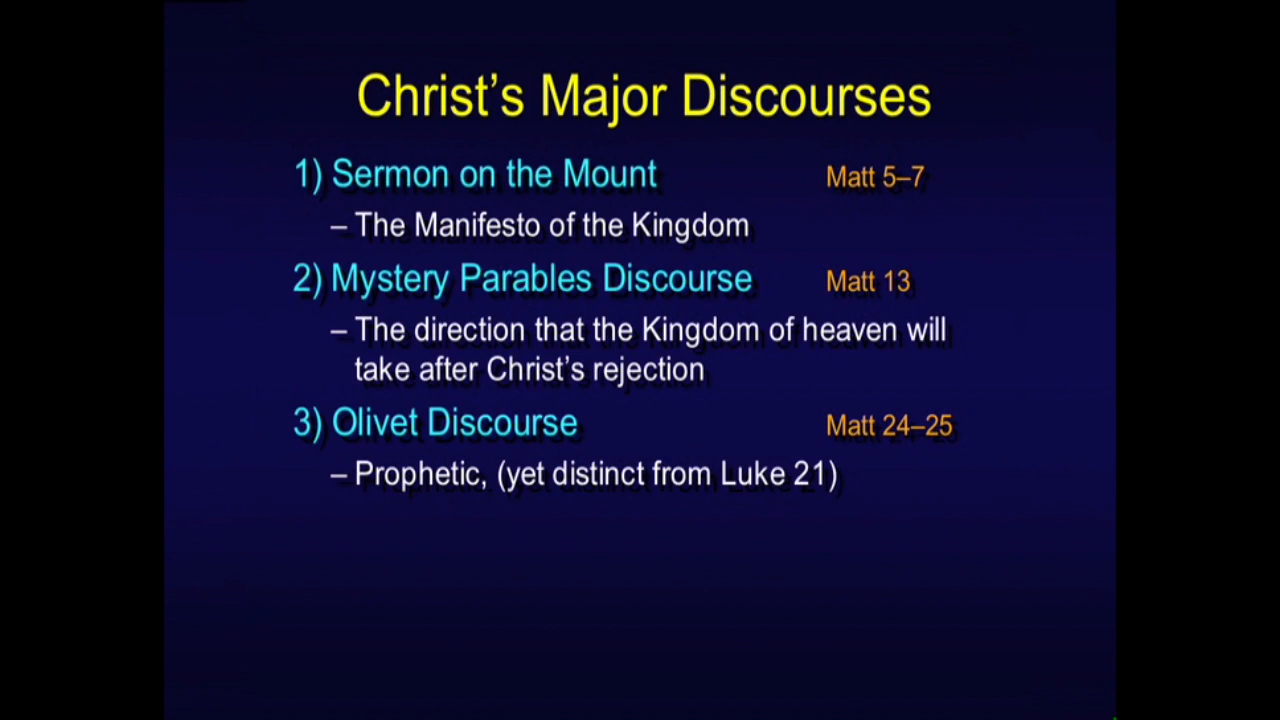 Christ’s Major Discourses
1) Sermon on the Mount Matt 5–7
– The Manifesto of the Kingdom
2) Mystery Parables Discourse Matt 13
– The direction that the Kingdom of heaven will
take after Christ’s rejection
3) Olivet Discourse Matt 24–25
– Prophetic, (yet distinct from Luke 21)